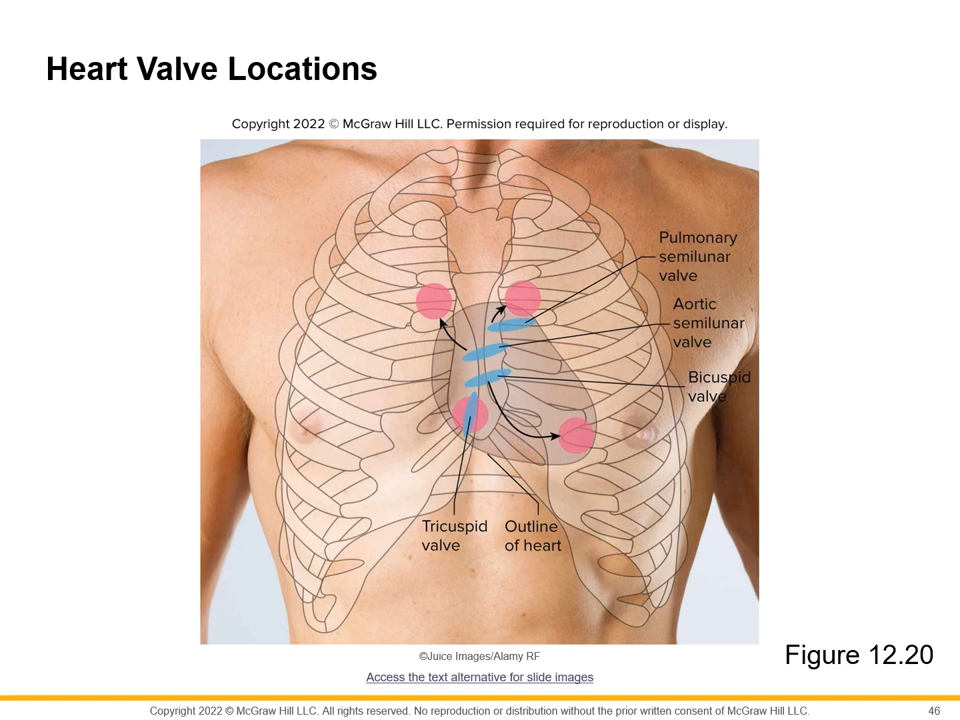 Heart Valve Locations
Copyright 2022 © McGraw Hill LLC. Permission required for reproduction or display.
Pulmonary
semilunar
valve
Aortic
semilunar
valve
Bicuspid
valve
Tricuspid
valve
Outline
of heart
©Juice Images/Alamy RF
Figure 12.20
Access the text alternative for slide images
Copyright 2022 © McGraw Hill LLC. All rights reserved. No reproduction or distribution without the prior written consent of McGraw Hill LLC.
46